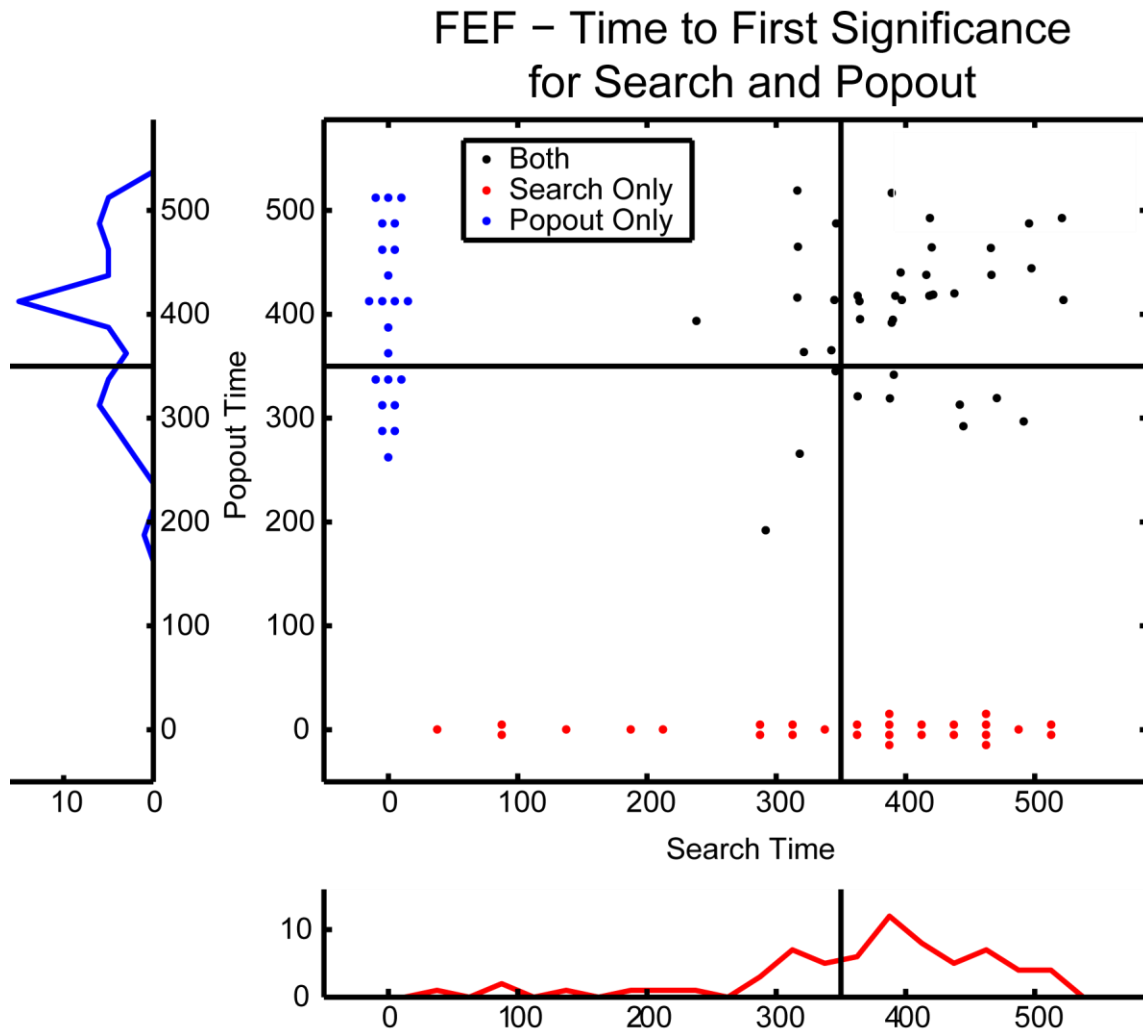 FEF – Time to First Significance
for Search and Popout
Both
Search Only
Popout Only
500
400
300
200
100
0
10 0
Popout Time
500
400
300
200
100
0
0 100 200 300 400 500
Search Time
10
0
0 100 200 300 400 500